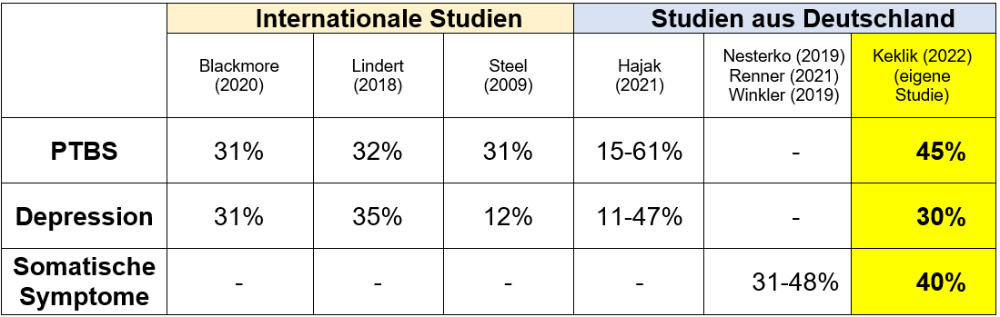 Internationale Studien Studien aus Deutschland
Blackmore (2020) Lindert (2018) Steel (2009) Hajak (2021) Nesterko (2019) Renner (2021) Winkler (2019) Keklik (2022) (eigene Studie)
PTBS 31% 32% 31% 15-61% - 45%
Depression 31% 35% 12% 11-47% - 30%
Somatische Symptome - - - - 31-48% 40%